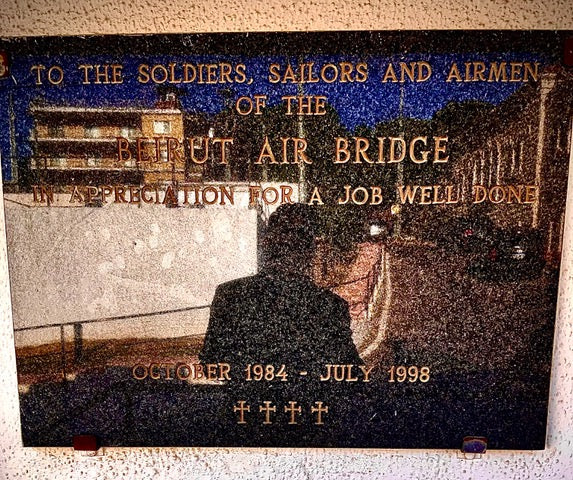 TO THE SOLDIERS, SAILORS AND AIRMEN
OF THE
BEIRUT AIR BRIDGE
IN APPRECIATION FOR A JOB WELL DONE
OCTOBER 1984 - JULY 1998